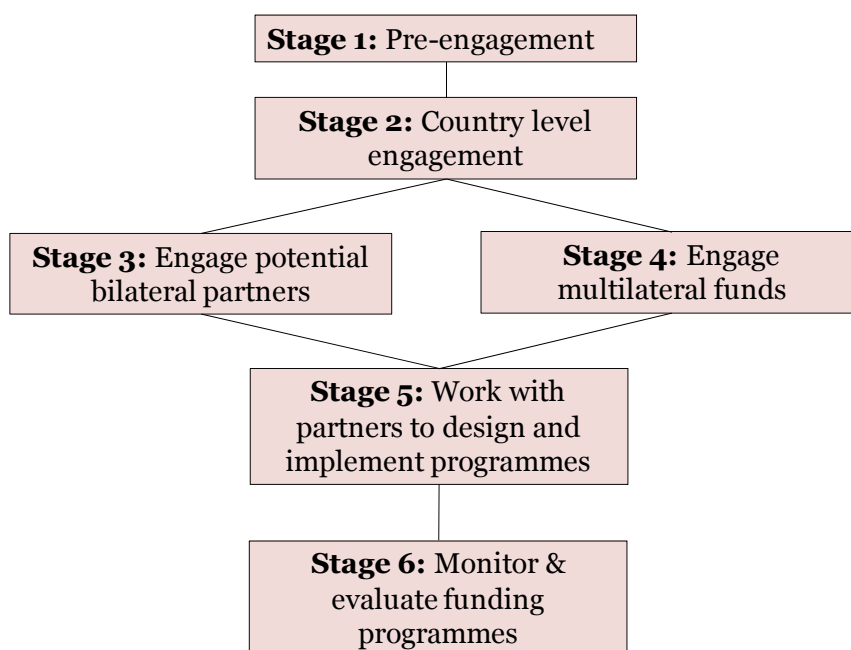 Stage 1: Pre-engagement
Stage 2: Country level
engagement
Stage 3: Engage potential
bilateral partners
Stage 4: Engage
multilateral funds
Stage 5: Work with
partners to design and
implement programmes
Stage 6: Monitor &
evaluate funding
programmes